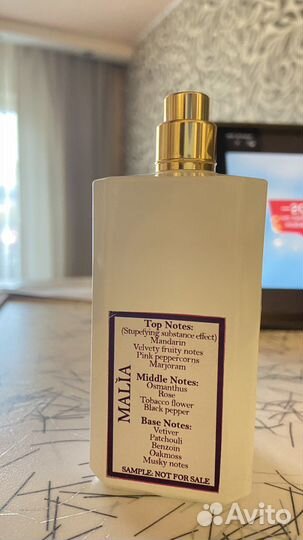 MALÌA
Top Notes:
(Stupefying substance effect)
Mandarin
Velvety fruity notes
Pink peppercorns
Marjoram
Middle Notes:
Osmanthus
Rose
Tobacco flower
Black pepper
Base Notes:
Vetiver
Patchouli
Benzoin
Oakmoss
Musky notes
SAMPLE: NOT FOR SALE
Avito